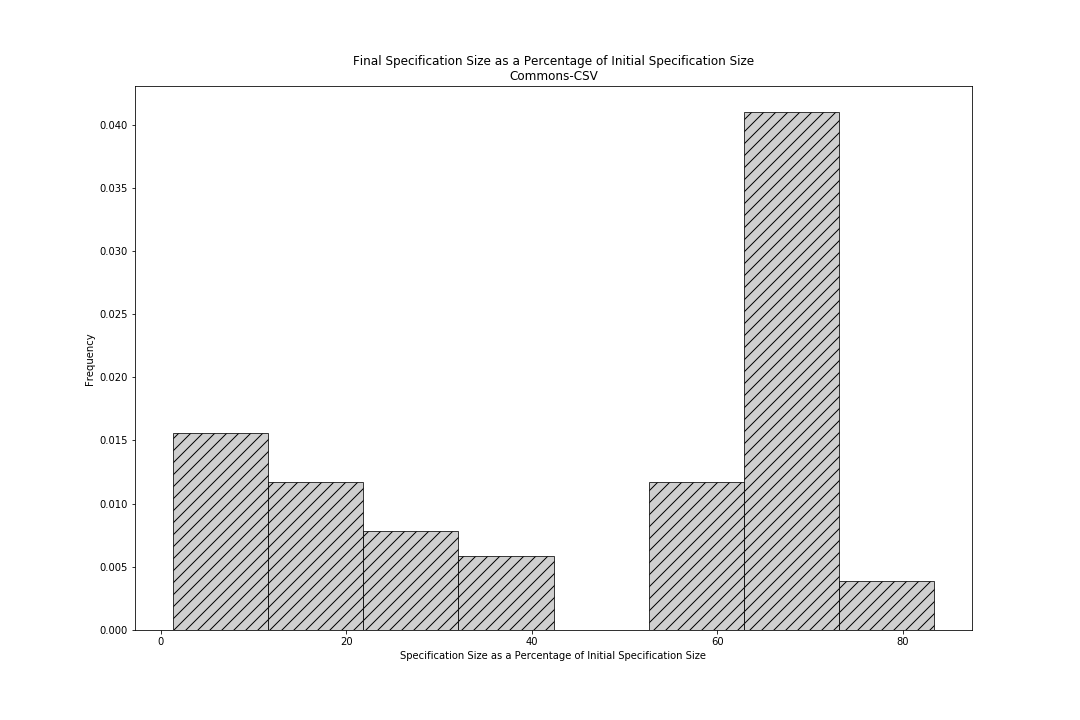 Final Specification Size as a Percentage of Initial Specification Size
Commons-CSV
0.040
0.035
0.030
0.025
0.020
0.015
0.010
0.005
0.000
Frequency
0 20 40 60 80
Specification Size as a Percentage of Initial Specification Size